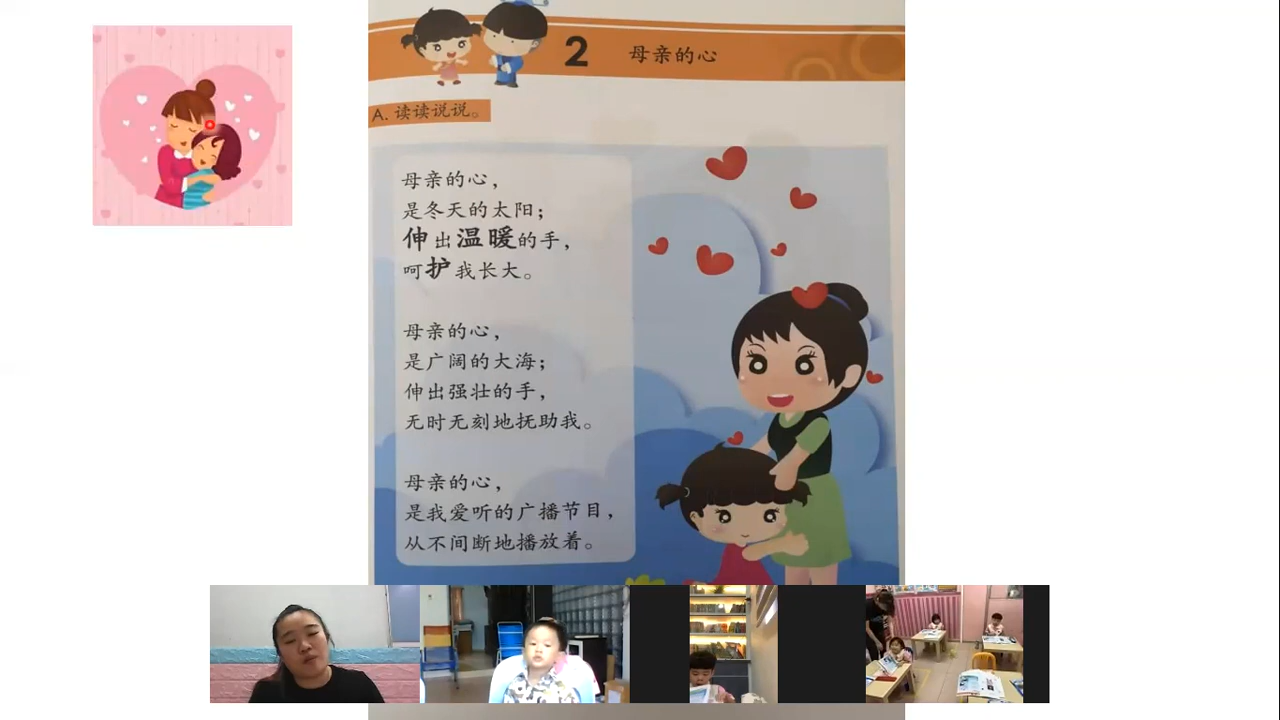 2 母亲的心
A. 读读说说。
母亲的心，
是冬天的太阳；
伸出温暖的手，
呵护我长大。
母亲的心，
是广阔的大海；
伸出强壮的手，
无时无刻地抚助我。
母亲的心，
是我爱听的广播节目，
从不间断地播放着。